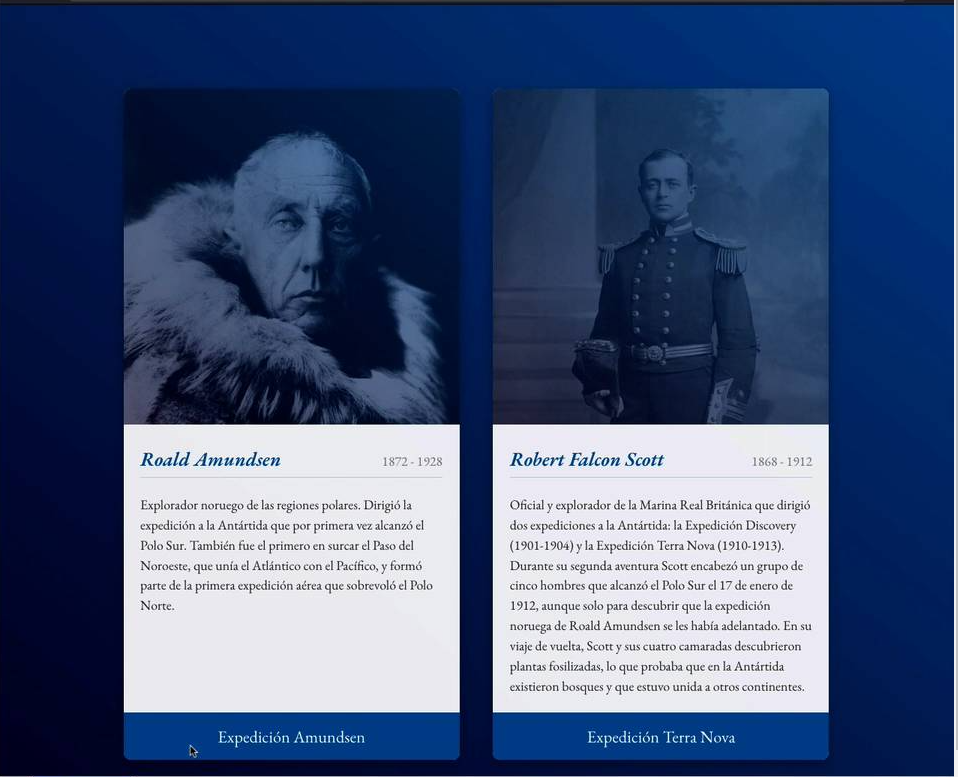 Roald Amundsen
1872 - 1928
Explorador noruego de las regiones polares. Dirigió la
expedición a la Antártida que por primera vez alcanzó el
Polo Sur. También fue el primero en surcar el Paso del
Noroeste, que unía el Atlántico con el Pacífico, y formó
parte de la primera expedición aérea que sobrevoló el Polo
Norte.
Expedición Amundsen
Robert Falcon Scott
1868 - 1912
Oficial y explorador de la Marina Real Británica que dirigió
dos expediciones a la Antártida: la Expedición Discovery
(1901-1904) y la Expedición Terra Nova (1910-1913).
Durante su segunda aventura Scott encabezó un grupo de
cinco hombres que alcanzó el Polo Sur el 17 de enero de
1912, aunque solo para descubrir que la expedición
noruega de Roald Amundsen se les había adelantado. En su
viaje de vuelta, Scott y sus cuatro camaradas descubrieron
plantas fosilizadas, lo que probaba que en la Antártida
existieron bosques y que estuvo unida a otros continentes.
Expedición Terra Nova